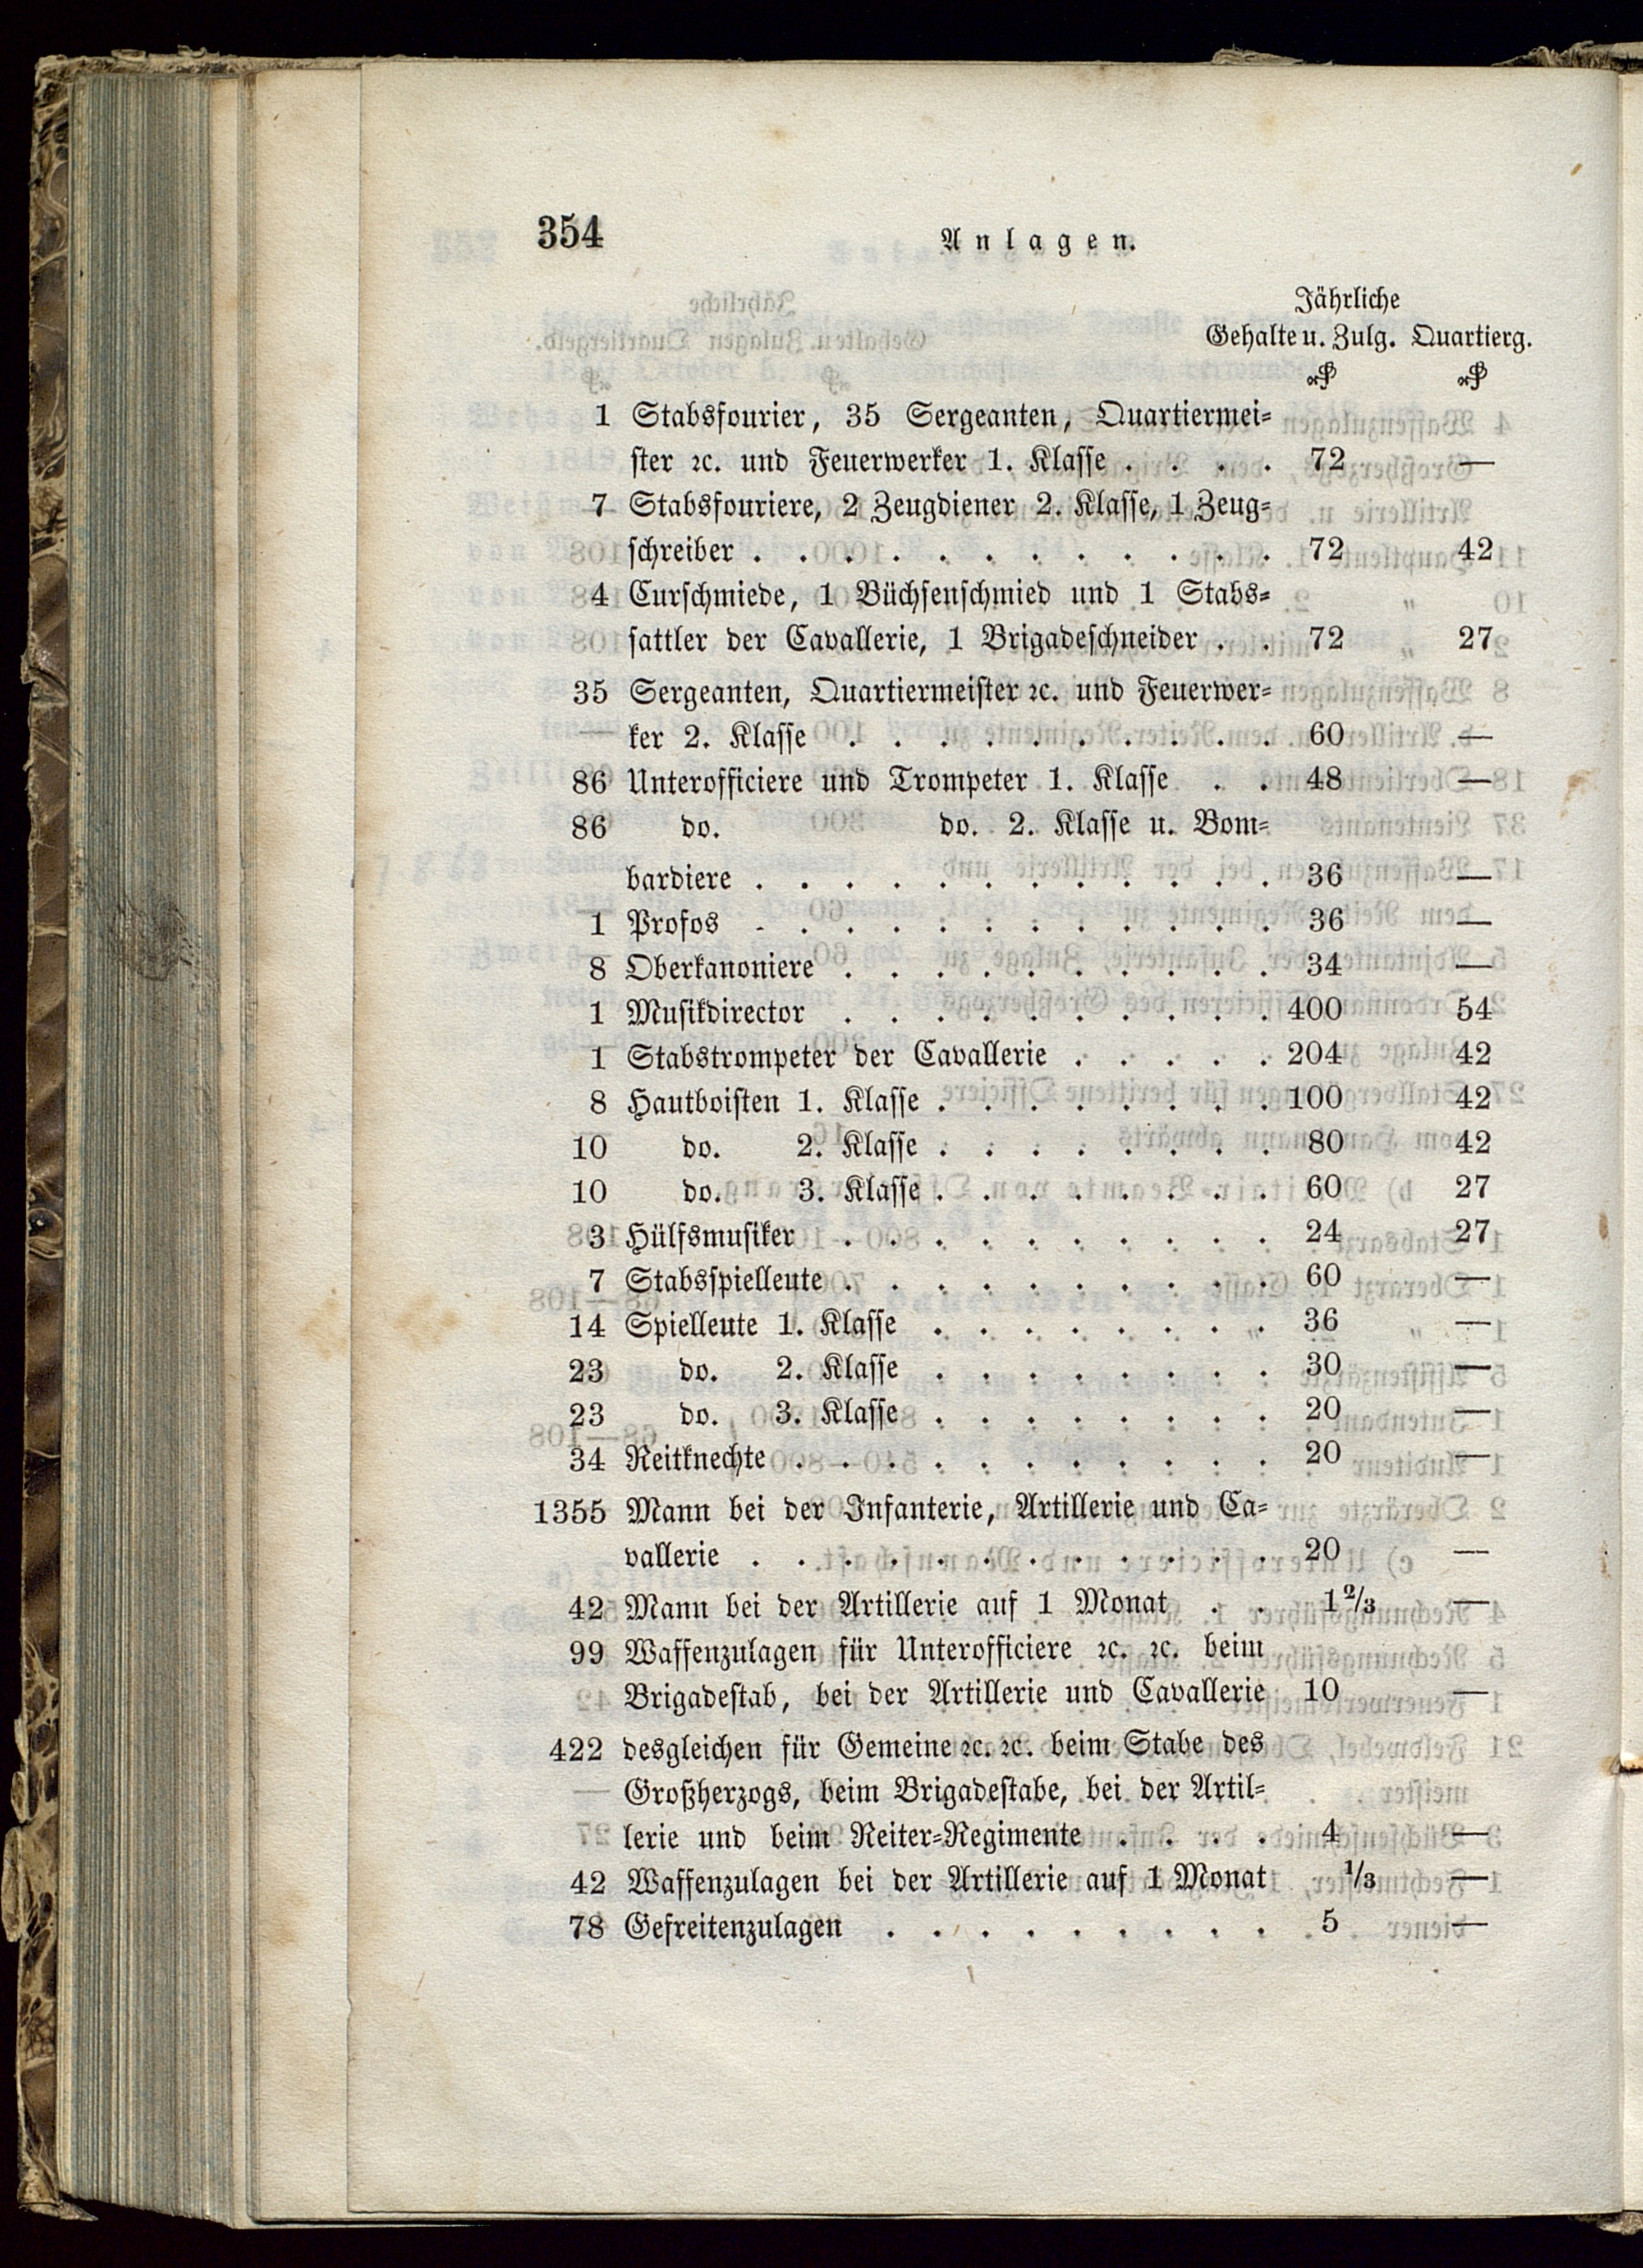 354 Anlagen.
Jährliche
Gehalte u. Zulg. Quartierg.
1 Stabsfourier, 35 Sergeanten, Quartiermei-
ster ꝛc. und Feuerwerker 1. Klasse . . . . 72 —
7 Stabsfouriere, 2 Zeugdiener 2. Klasse, 1 Zeug-
schreiber . . . . . . . . . . . . 72 42
4 Curschmiede, 1 Büchsenschmied und 1 Stabs-
sattler der Cavallerie, 1 Brigadeschneider . . 72 27
35 Sergeanten, Quartiermeister ꝛc. und Feuerwer-
ker 2. Klasse . . . . . . . . . . 60 —
86 Unterofficiere und Trompeter 1. Klasse . . 48 —
86 do. do. 2. Klasse u. Bom-
bardiere . . . . . . . . . . . . 36 —
1 Profos . . . . . . . . . . . . 36 —
8 Oberkanoniere . . . . . . . . . . 34 —
1 Musikdirector . . . . . . . . . . 400 54
1 Stabstrompeter der Cavallerie . . . . . 204 42
8 Hautboisten 1. Klasse . . . . . . . . 100 42
10 do. 2. Klasse . . . . . . . . 80 42
10 do. 3. Klasse . . . . . . . . 60 27
3 Hülfsmusiker . . . . . . . . . . 24 27
7 Stabsspielleute . . . . . . . . . . 60 —
14 Spielleute 1. Klasse . . . . . . . . 36 —
23 do. 2. Klasse . . . . . . . . 30 —
23 do. 3. Klasse . . . . . . . . 20 —
34 Reitknechte . . . . . . . . . . . 20 —
1355 Mann bei der Infanterie, Artillerie und Ca-
vallerie . . . . . . . . . . . . 20 —
42 Mann bei der Artillerie auf 1 Monat . . 1⅔ —
99 Waffenzulagen für Unterofficiere ꝛc. ꝛc. beim
Brigadestab, bei der Artillerie und Cavallerie 10 —
422 desgleichen für Gemeine ꝛc. ꝛc. beim Stabe des
Großherzogs, beim Brigadestabe, bei der Artil-
lerie und beim Reiter-Regimente . . . . 4 —
42 Waffenzulagen bei der Artillerie auf 1 Monat ⅓ —
78 Gefreitenzulagen . . . . . . . . . 5 —